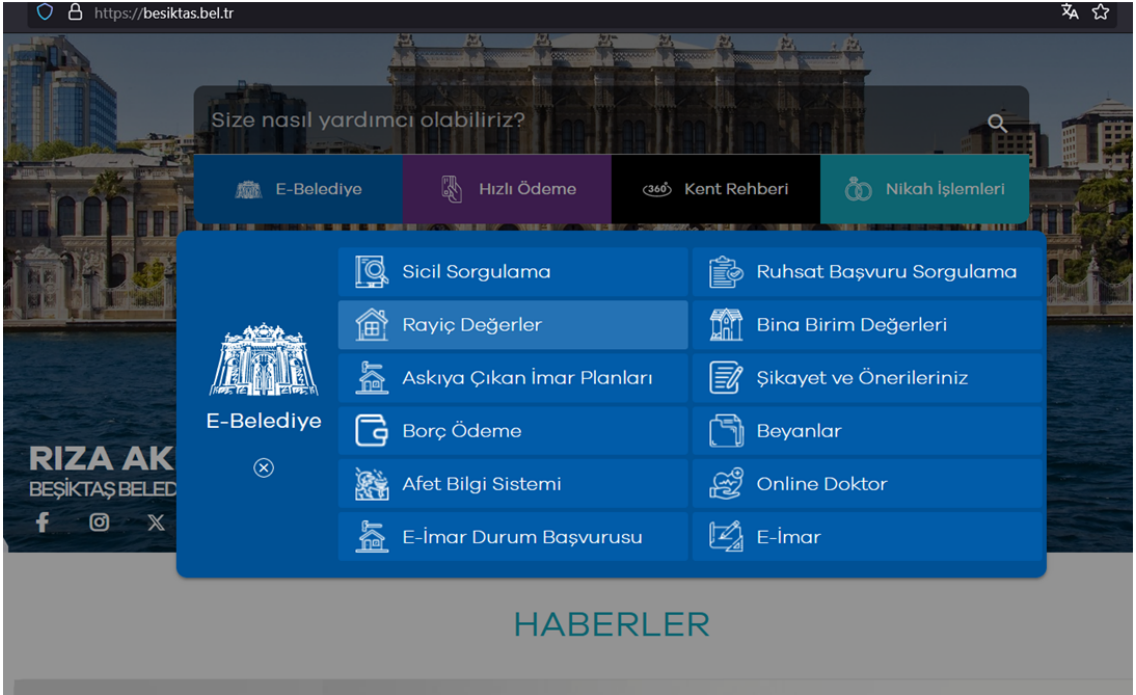 https://besiktas.bel.tr
Size nasıl yardımcı olabiliriz?
E-Belediye
Hızlı Ödeme
360
Kent Rehberi
Nikah İşlemleri
E-Belediye
Sicil Sorgulama
Ruhsat Başvuru Sorgulama
Rayiç Değerler
Bina Birim Değerleri
Askıya Çıkan İmar Planları
Şikayet ve Önerileriniz
Borç Ödeme
Beyanlar
Afet Bilgi Sistemi
Online Doktor
E-İmar Durum Başvurusu
E-İmar
RIZA AK
BEŞİKTAŞ BELED
HABERLER